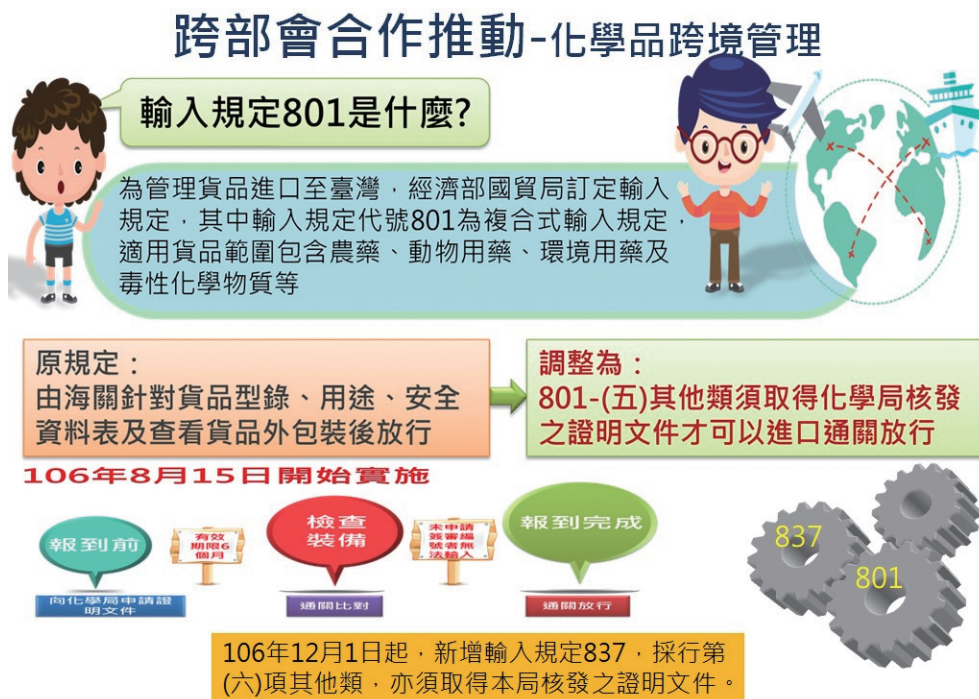 跨部會合作推動-化學品跨境管理
輸入規定801是什麼?
為管理貨品進口至臺灣，經濟部國貿局訂定輸入
規定，其中輸入規定代號801為複合式輸入規定，
適用貨品範圍包含農藥、動物用藥、環境用藥及
毒性化學物質等
原規定：
由海關針對貨品型錄、用途、安全
資料表及查看貨品外包裝後放行
調整為：
801-(五)其他類須取得化學局核發
之證明文件才可以進口通關放行
106年8月15日開始實施
報到前
有效
期限6
個月
檢查
裝備
未申請
簽審編
號者無
法輸入
報到完成
向化學局申請證
明文件
通關比對
通關放行
837
801
106年12月1日起，新增輸入規定837，採行第
(六)項其他類，亦須取得本局核發之證明文件。